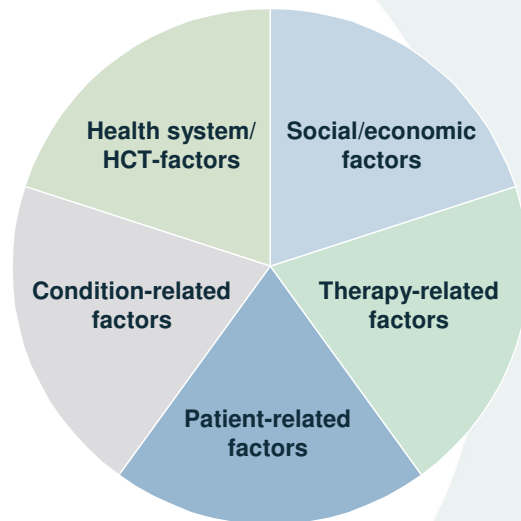 Health system/
HCT-factors
Social/economic
factors
Condition-related
factors
Therapy-related
factors
Patient-related
factors